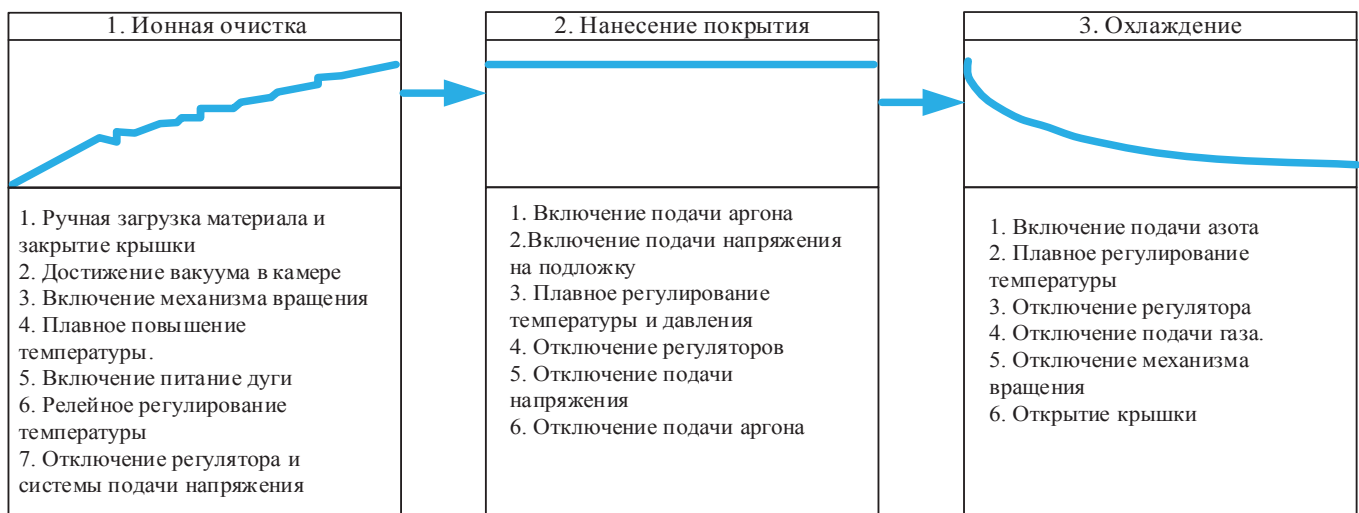 1. Ионная очистка
1. Ручная загрузка материала и
закрытие крышки
2. Достижение вакуума в камере
3. Включение механизма вращения
4. Плавное повышение
температуры.
5. Включение питание дуги
6. Релейное регулирование
температуры
7. Отключение регулятора и
системы подачи напряжения
2. Нанесение покрытия
1. Включение подачи аргона
2.Включение подачи напряжения
на подложку
3. Плавное регулирование
температуры и давления
4. Отключение регуляторов
5. Отключение подачи
напряжения
6. Отключение подачи аргона
3. Охлаждение
1. Включение подачи азота
2. Плавное регулирование
температуры
3. Отключение регулятора
4. Отключение подачи газа.
5. Отключение механизма
вращения
6. Открытие крышки